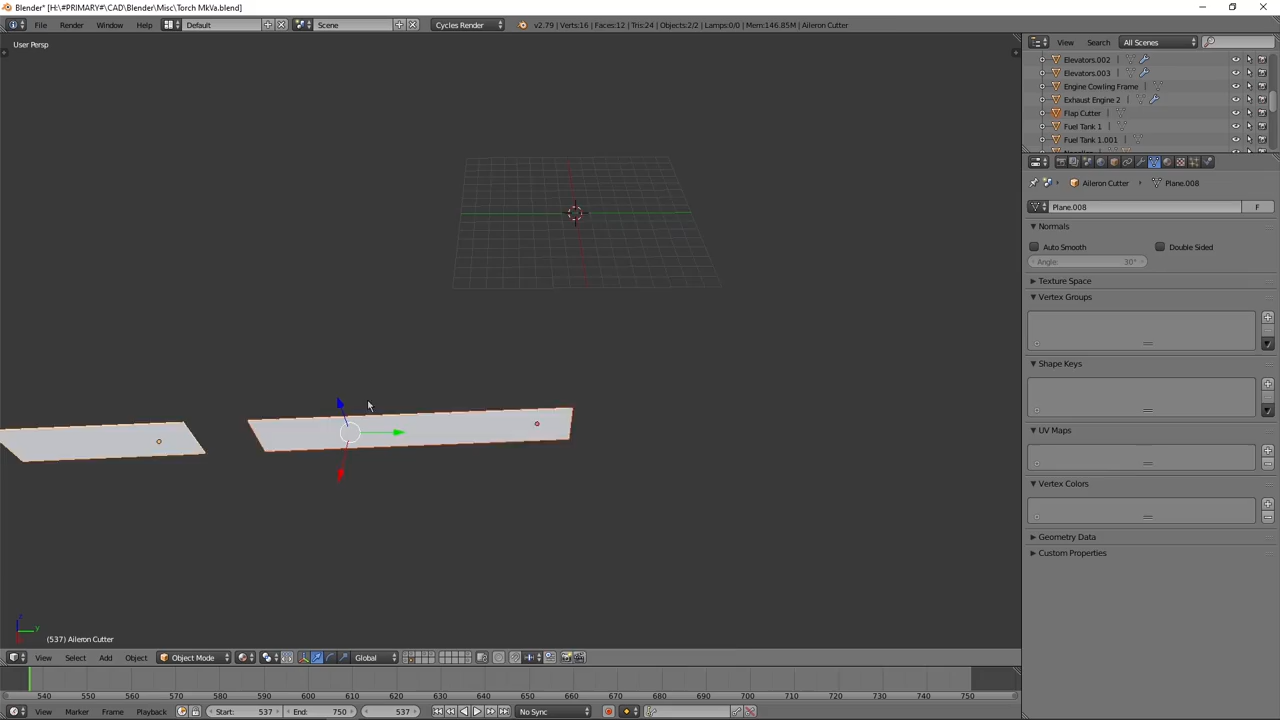 Blender* [H:\#PRIMARY#\CAD\Blender\Misc\Torch MkVa.blend]
File Render Window Help Default Scene Cycles Render v2.79 | Verts:16 | Faces:12 | Tris:24 | Objects:2/2 | Lamps:0/0 | Mem:146.85M | Aileron Cutter
View Search All Scenes
User Persp
Elevators.002
Elevators.003
Engine Cowling Frame
Exhaust Engine 2
Flap Cutter
Fuel Tank 1
Fuel Tank 1.001
Aileron Cutter Plane.008
Plane.008 F
Normals
Auto Smooth Double Sided
Angle: 30°
Texture Space
Vertex Groups
Shape Keys
UV Maps
Vertex Colors
Geometry Data
Custom Properties
z
y
(537) Aileron Cutter
View Select Add Object Object Mode Global
540 550 560 570 580 590 600 610 620 630 640 650 660 670 680 690 700 710 720 730 740 750
View Marker Frame Playback Start: 537 End: 750 537 No Sync